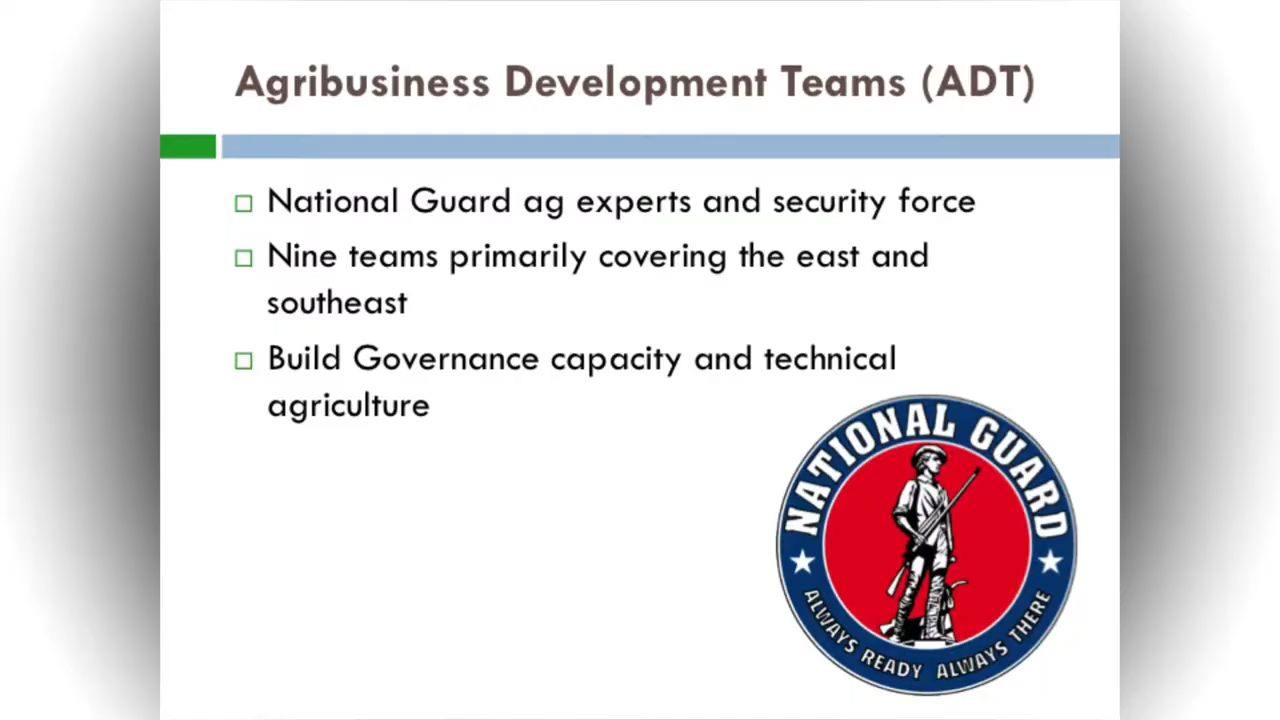 Agribusiness Development Teams (ADT)
National Guard ag experts and security force
Nine teams primarily covering the east and
southeast
Build Governance capacity and technical
agriculture
NATIONAL GUARD
ALWAYS READY ALWAYS THERE